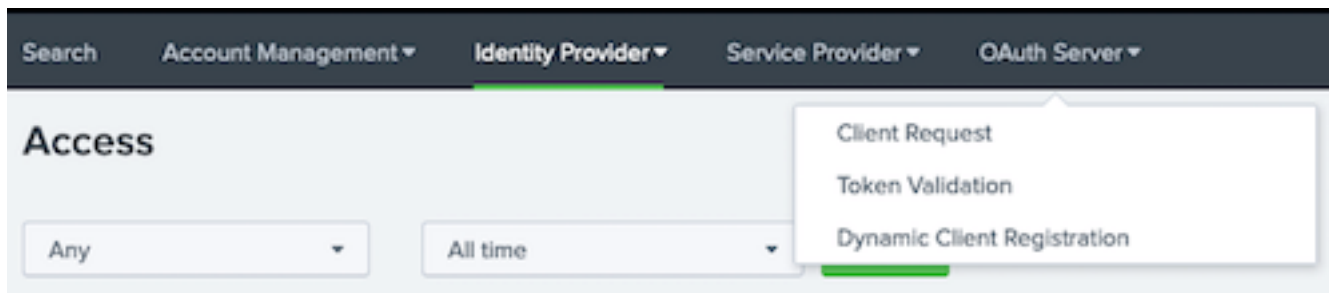 Search Account Management Identity Provider Service Provider OAuth Server
Access
Client Request
Token Validation
Dynamic Client Registration
Any All time